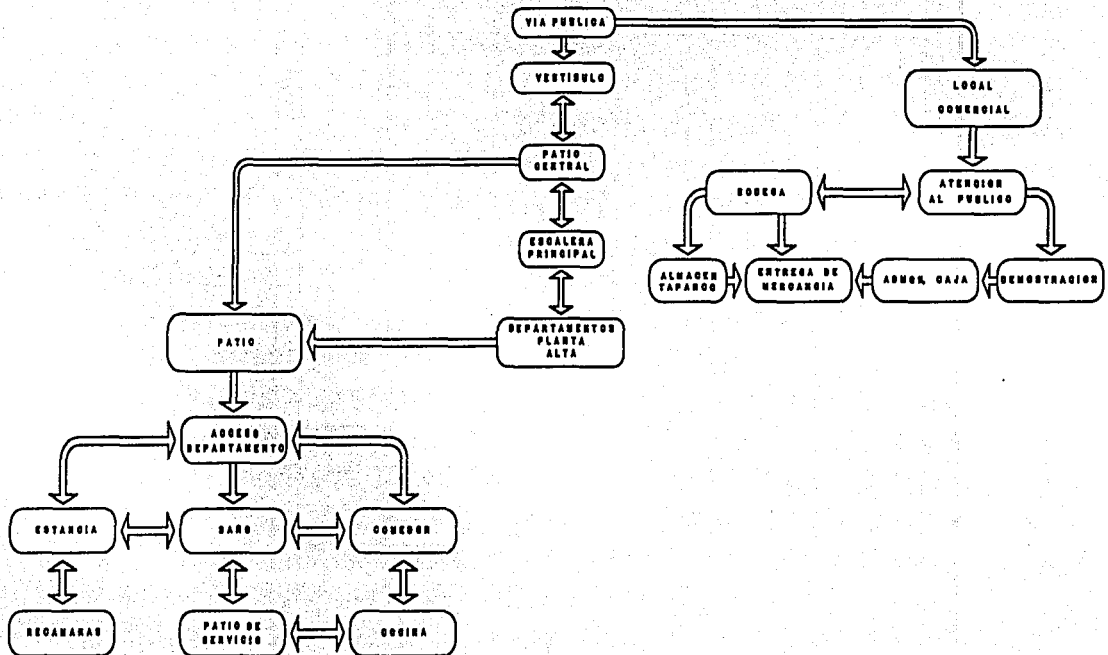 VIA PUBLICA
VESTIBULO
LOCAL
COMERCIAL
PATIO
CENTRAL
BODEGA
ATENCION
AL PUBLICO
ESCALERA
PRINCIPAL
ALMACEN
TAPANCO
ENTREGA DE
MERCANCIA
ADMON, CAJA
DEMOSTRACION
PATIO
DEPARTAMENTOS
PLANTA
ALTA
ACCESO
DEPARTAMENTO
ESTANCIA
BAÑO
COMEDOR
RECAMARAS
PATIO DE
SERVICIO
COCINA